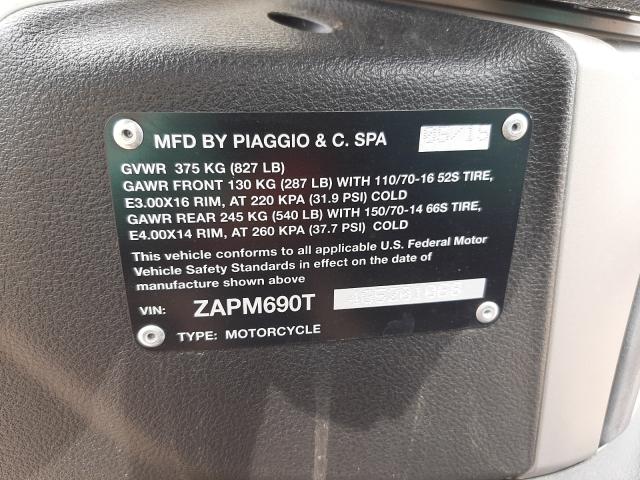 MFD BY PIAGGIO & C. SPA
GVWR 375 KG (827 LB)
GAWR FRONT 130 KG (287 LB) WITH 110/70-16 52S TIRE,
E3.00X16 RIM, AT 220 KPA (31.9 PSI) COLD
GAWR REAR 245 KG (540 LB) WITH 150/70-14 66S TIRE,
E4.00X14 RIM, AT 260 KPA (37.7 PSI) COLD
This vehicle conforms to all applicable U.S. Federal Motor
Vehicle Safety Standards in effect on the date of
manufacture shown above
VIN: ZAPM690T
TYPE: MOTORCYCLE